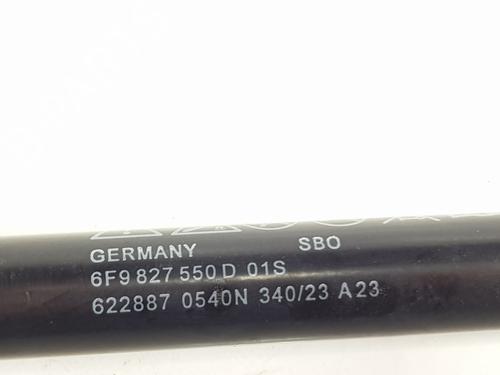 GERMANY SBO
6F9 827 550 D 01S
622887 0540N 340/23 A23